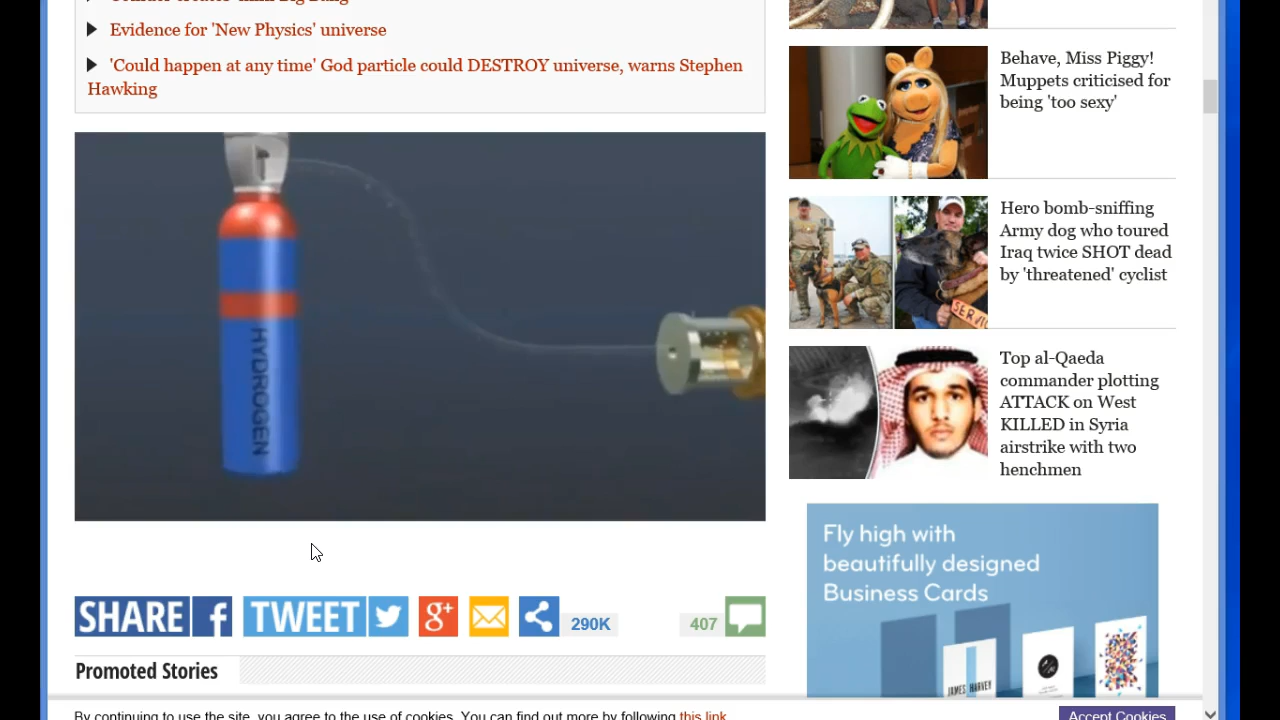 Evidence for 'New Physics' universe
'Could happen at any time' God particle could DESTROY universe, warns Stephen
Hawking
HYDROGEN
SHARE
TWEET
g+
290K
407
Promoted Stories
Behave, Miss Piggy!
Muppets criticised for
being 'too sexy'
Hero bomb-sniffing
Army dog who toured
Iraq twice SHOT dead
by 'threatened' cyclist
Top al-Qaeda
commander plotting
ATTACK on West
KILLED in Syria
airstrike with two
henchmen
Fly high with
beautifully designed
Business Cards
JAMES HARVEY
By continuing to use the site, you agree to the use of cookies. You can find out more by following this link
Accept Cookies